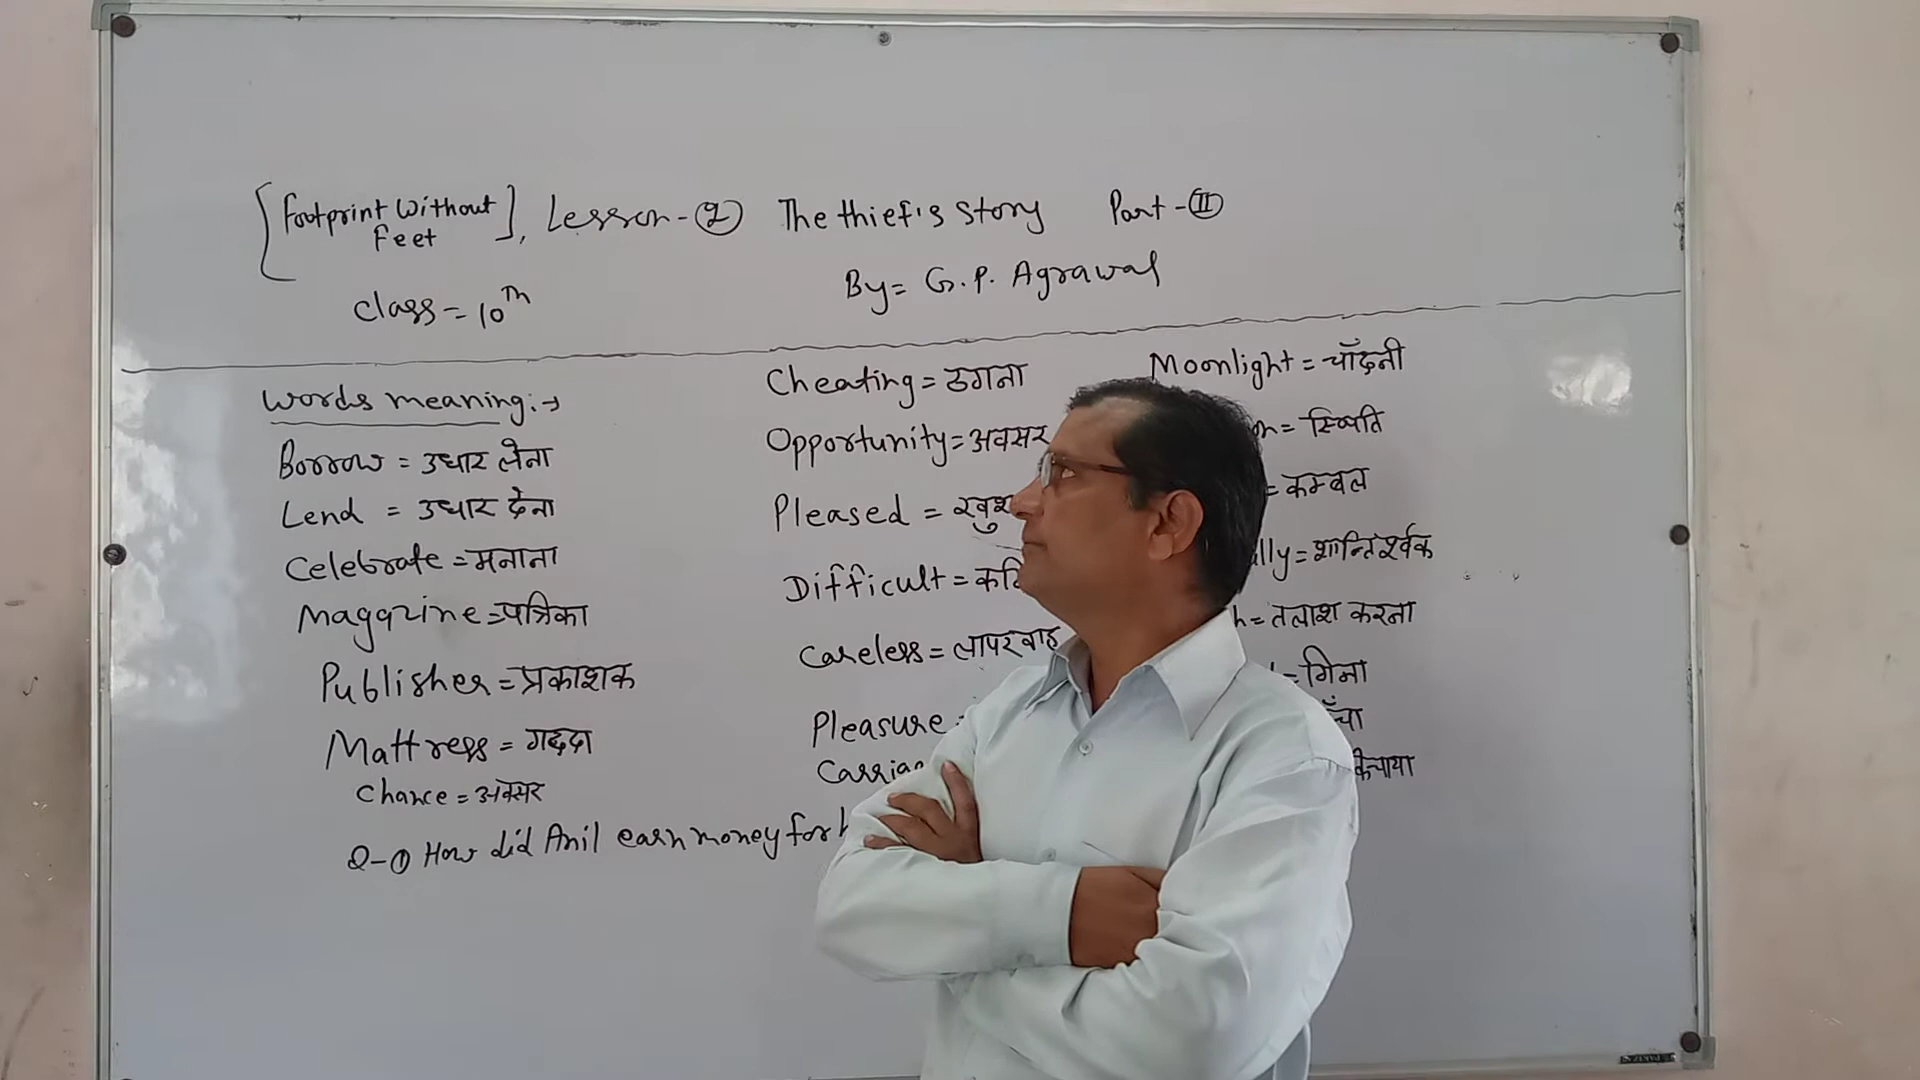 [Footprint Without Feet], Lesson-② The thief's story Part-Ⅱ
class=10Th
By= G.P. Agrawal
words meaning:→
Borrow = उधार लेना
Lend = उधार देना
Celebrate = मनाना
Magazine = पत्रिका
Publisher = प्रकाशक
Mattress = गद्दा
Chance = अवसर
Cheating = ठगना
Opportunity = अवसर
Pleased = खुश
Difficult =
Careless = लापरवाह
Pleasure
Moonlight = चाँदनी
= स्थिति
= कम्बल
lly = शान्तिपूर्वक
h = तलाश करना
= गिना
Q-① How did Anil earn money for